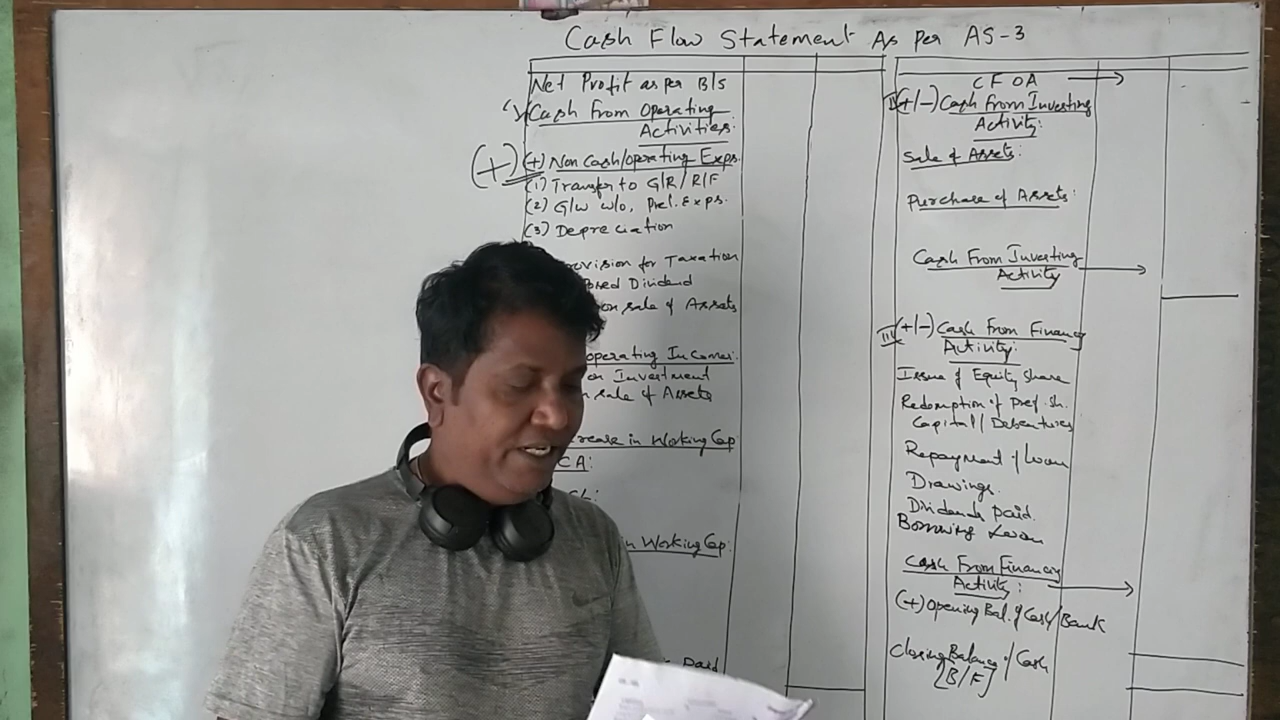 Cash Flow Statement As Per AS-3
Net Profit as per B/S
Cash From Operating
Activities:
(+) (+) Non Cash/operating Exps.
(1) Transfer to G/R / R/F
(2) G/w w/o, Prel. Exps.
(3) Depreciation
ovision for Taxation
osed Dividend
on sale of Assets
operating Incomes:
on Investment
n sale of Assets
crease in Working Cap
CA:
in Working Cap:
Paid
CFOA
II (+/-) Cash From Investing
Activity:
Sale of Assets:
Purchase of Assets:
Cash From Investing
Activity
III (+/-) Cash From Financg
Activity:
Issue of Equity Share
Redemption of Pref. Sh.
Capital / Debentures
Repayment of Loan
Drawings.
Dividends paid.
Borrowing Loan
Cash From Financing
Activity:
(+) Opening Bal. of Cash/Bank
Closing Balance of Cash
[B/F]